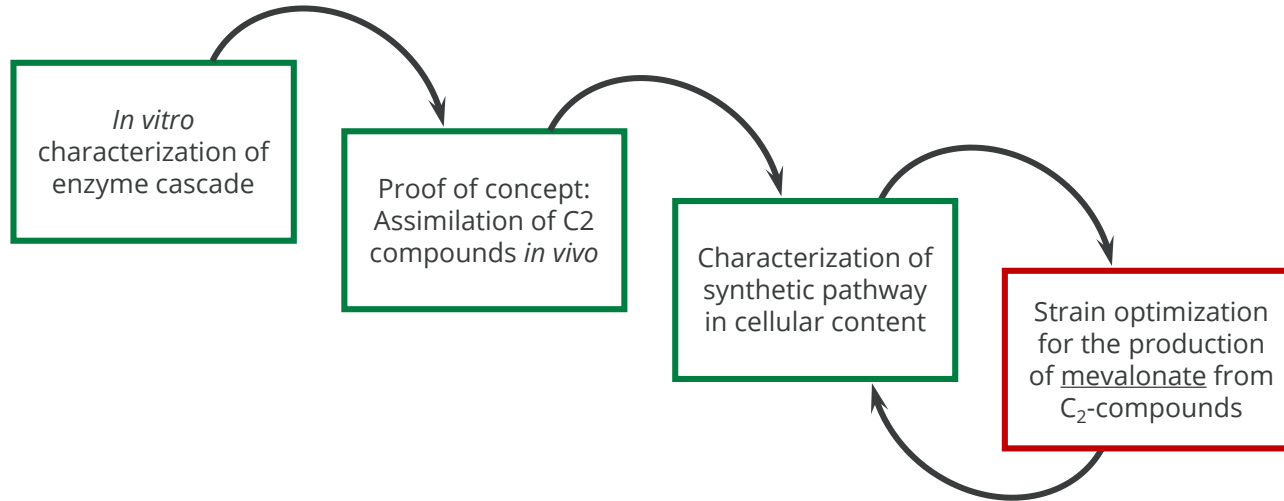 In vitro
characterization of
enzyme cascade
Proof of concept:
Assimilation of C2
compounds in vivo
Characterization of
synthetic pathway
in cellular content
Strain optimization
for the production
of mevalonate from
C₂-compounds